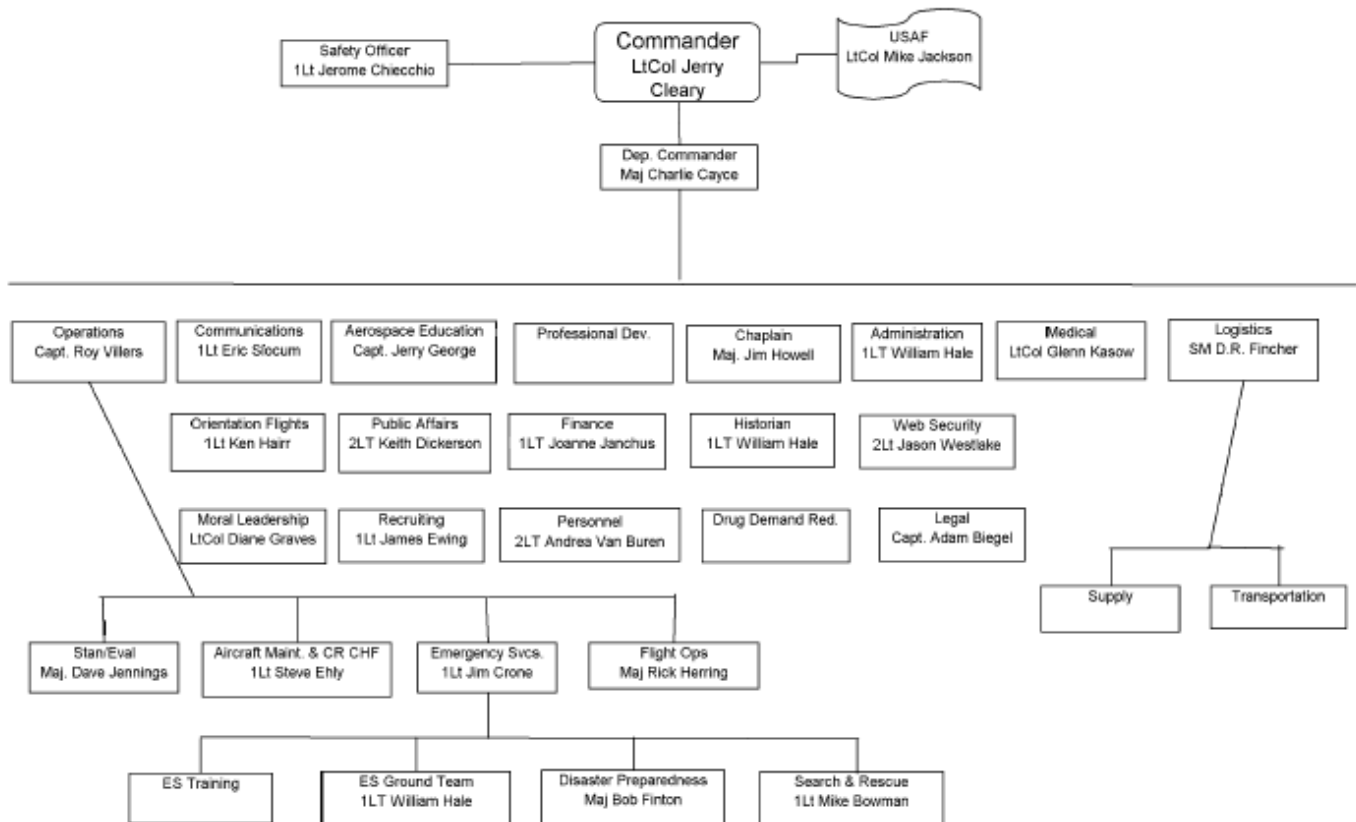 Safety Officer
1Lt Jerome Chiecchio
Commander
LtCol Jerry
Cleary
USAF
LtCol Mike Jackson
Dep. Commander
Maj Charlie Cayce
Operations
Capt. Roy Villers
Communications
1Lt Eric Slocum
Aerospace Education
Capt. Jerry George
Professional Dev.
Chaplain
Maj. Jim Howell
Administration
1LT William Hale
Medical
LtCol Glenn Kasow
Logistics
SM D.R. Fincher
Orientation Flights
1Lt Ken Hairr
Public Affairs
2LT Keith Dickerson
Finance
1LT Joanne Janchus
Historian
1LT William Hale
Web Security
2Lt Jason Westlake
Moral Leadership
LtCol Diane Graves
Recruiting
1Lt James Ewing
Personnel
2LT Andrea Van Buren
Drug Demand Red.
Legal
Capt. Adam Biegel
Supply
Transportation
Stan/Eval
Maj. Dave Jennings
Aircraft Maint. & CR CHF
1Lt Steve Ehly
Emergency Svcs.
1Lt Jim Crone
Flight Ops
Maj Rick Herring
ES Training
ES Ground Team
1LT William Hale
Disaster Preparedness
Maj Bob Finton
Search & Rescue
1Lt Mike Bowman